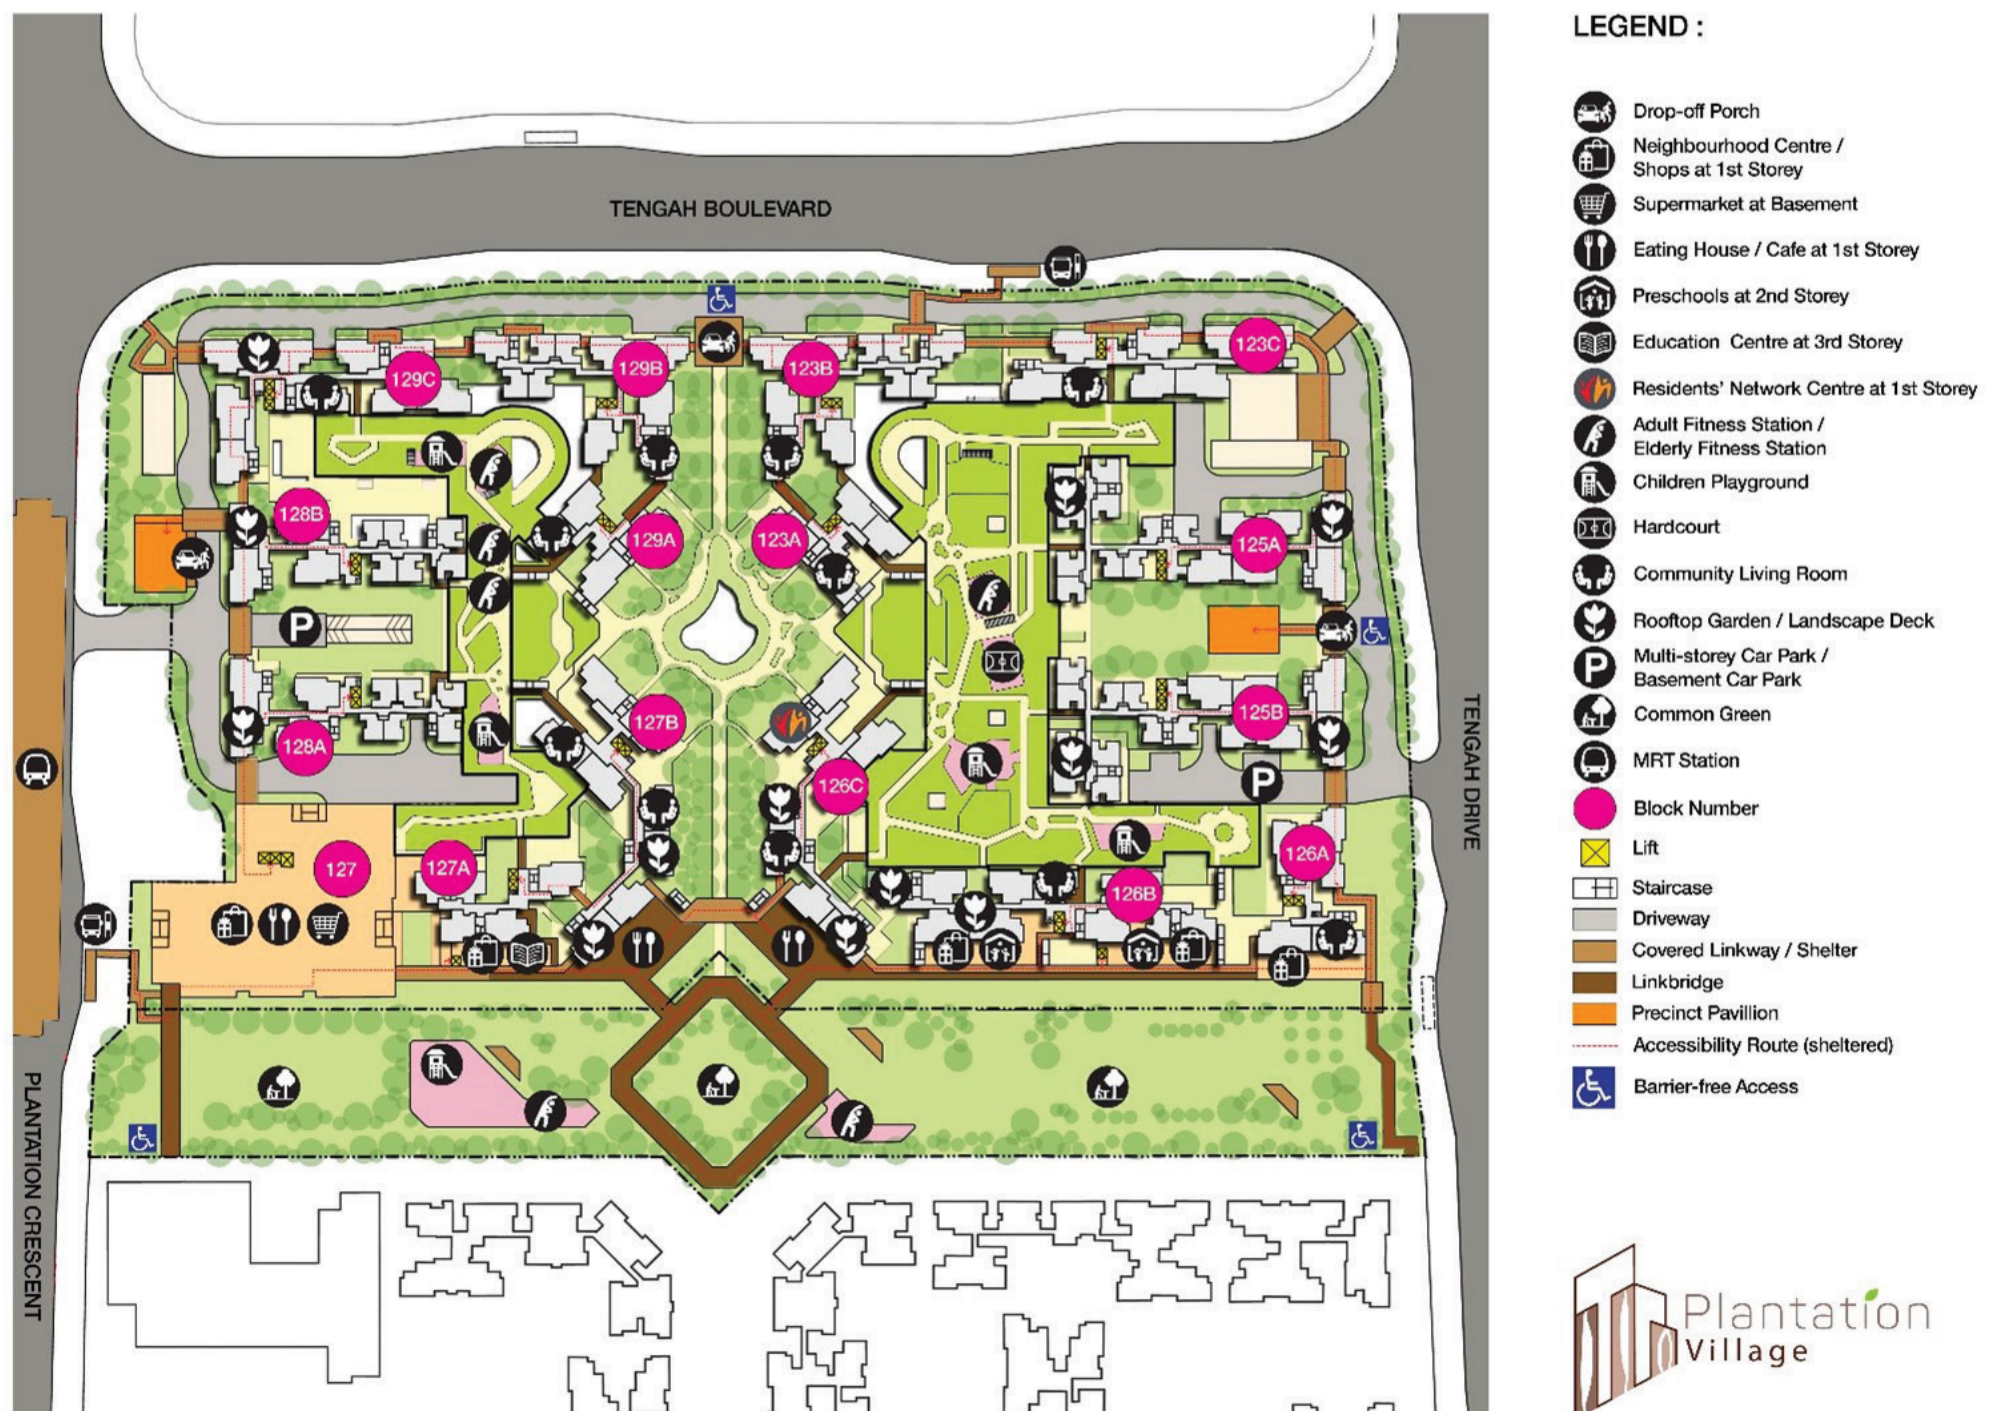 TENGAH BOULEVARD
123C
129B
123B
129C
128B
129A
123A
125A
P
127B
125B
128A
126C
P
127
127A
126A
126B
PLANTATION CRESCENT
TENGAH DRIVE
LEGEND :
Drop-off Porch
Neighbourhood Centre /
Shops at 1st Storey
Supermarket at Basement
Eating House / Cafe at 1st Storey
Preschools at 2nd Storey
Education Centre at 3rd Storey
Residents' Network Centre at 1st Storey
Adult Fitness Station /
Elderly Fitness Station
Children Playground
Hardcourt
Community Living Room
Rooftop Garden / Landscape Deck
P
Multi-storey Car Park /
Basement Car Park
Common Green
MRT Station
Block Number
Lift
Staircase
Driveway
Covered Linkway / Shelter
Linkbridge
Precinct Pavillion
Accessibility Route (sheltered)
Barrier-free Access
Plantation
Village